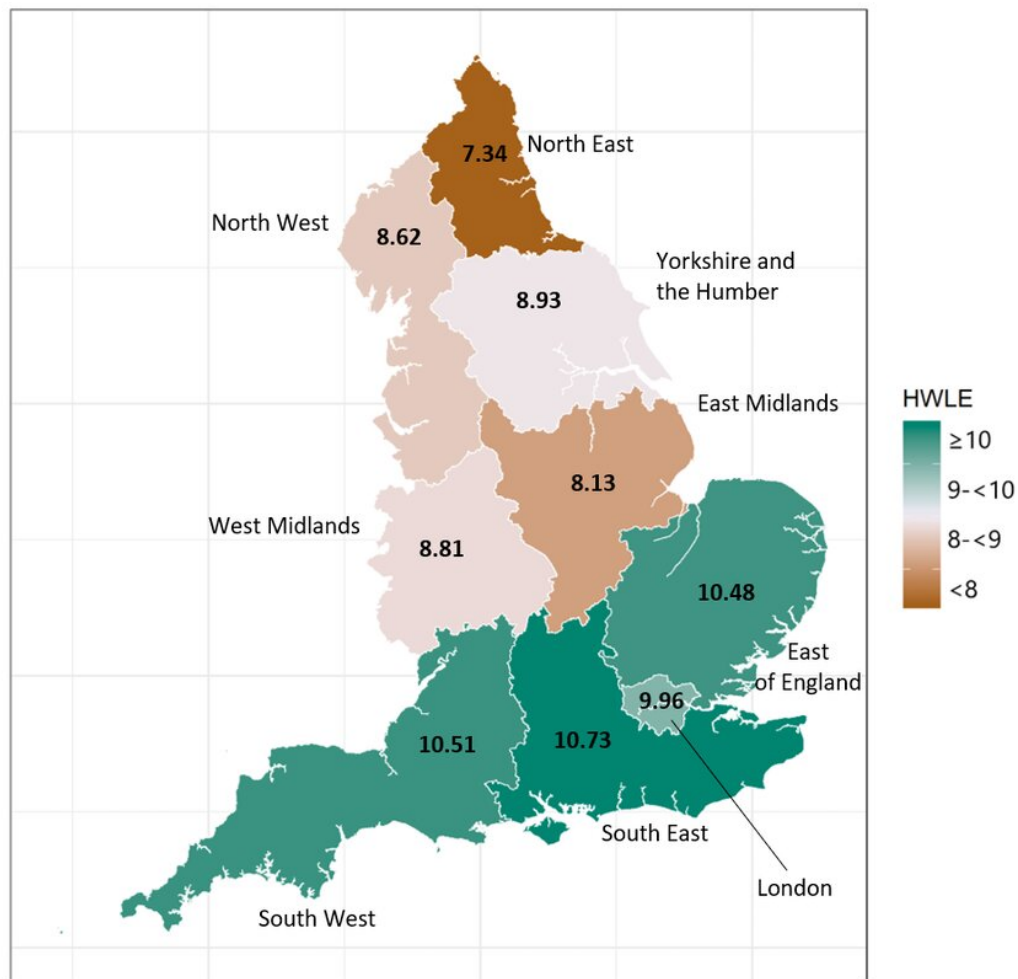 North East
7.34
North West
8.62
Yorkshire and
the Humber
8.93
East Midlands
8.13
West Midlands
8.81
10.48
East
of England
9.96
10.51
10.73
South East
London
South West
HWLE
≥10
9-<10
8-<9
<8